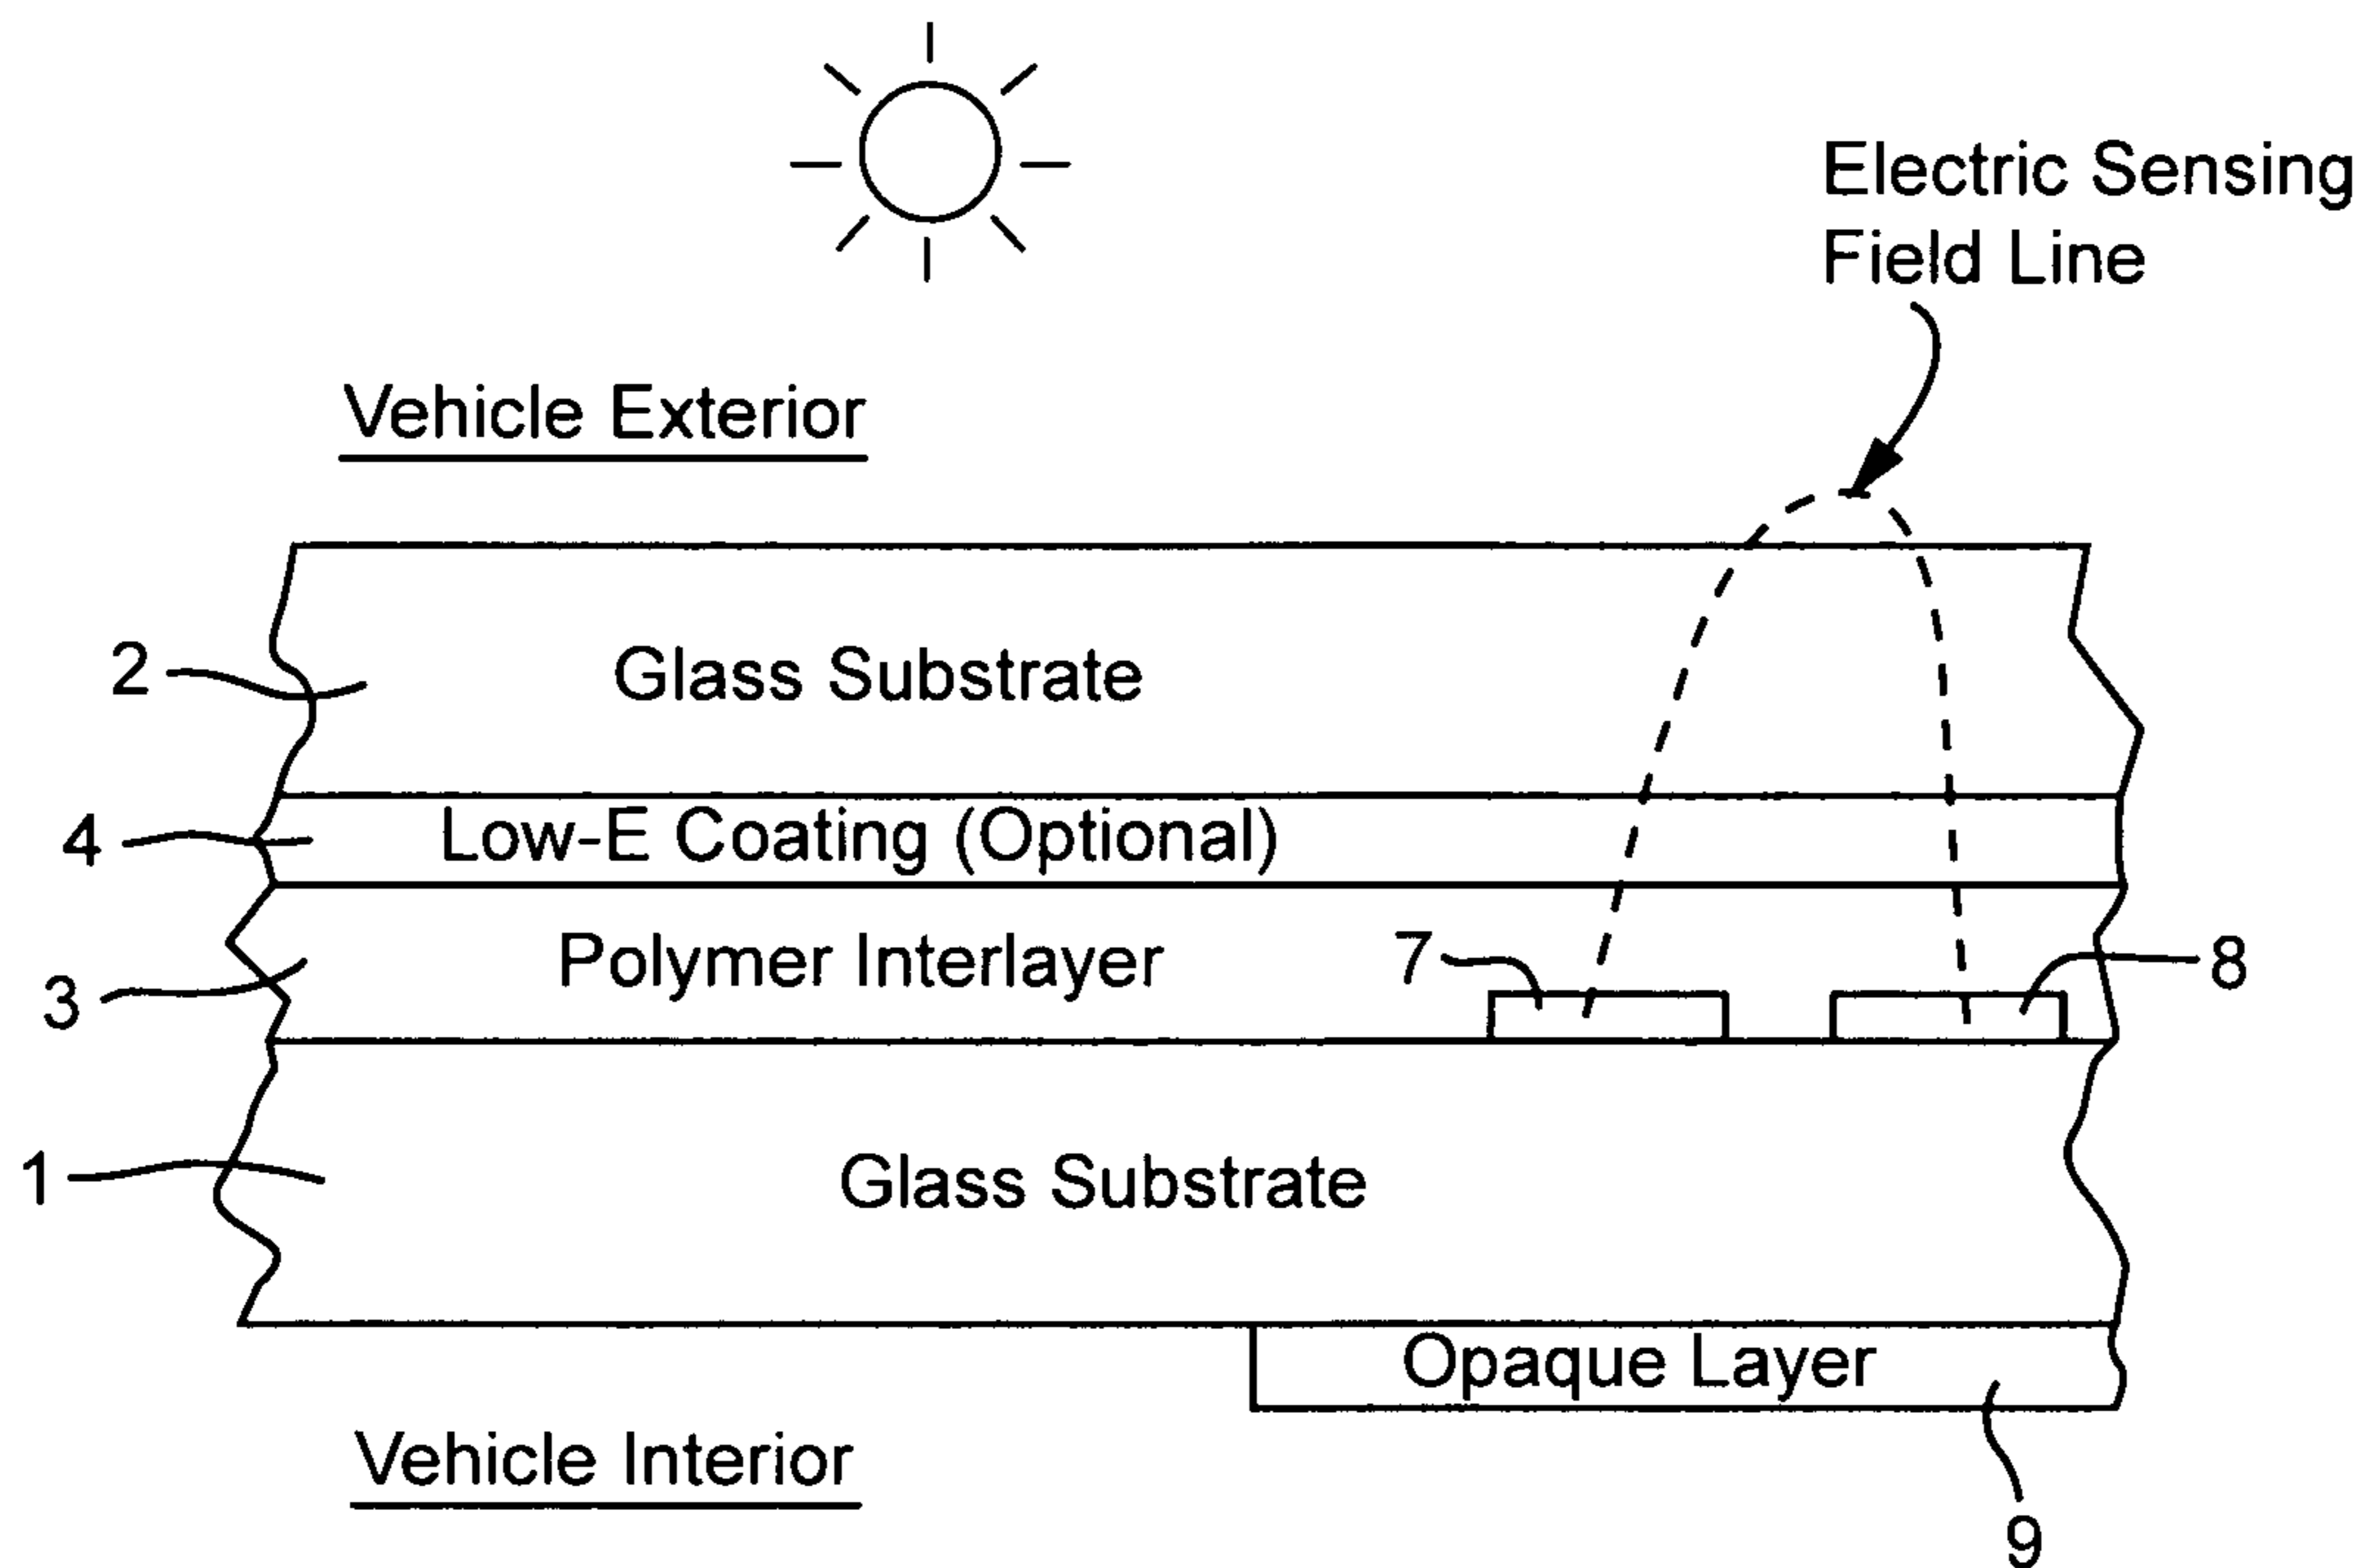 Electric Sensing
Field Line
Vehicle Exterior
2
Glass Substrate
4
Low-E Coating (Optional)
3
Polymer Interlayer
7
8
1
Glass Substrate
Opaque Layer
Vehicle Interior
9